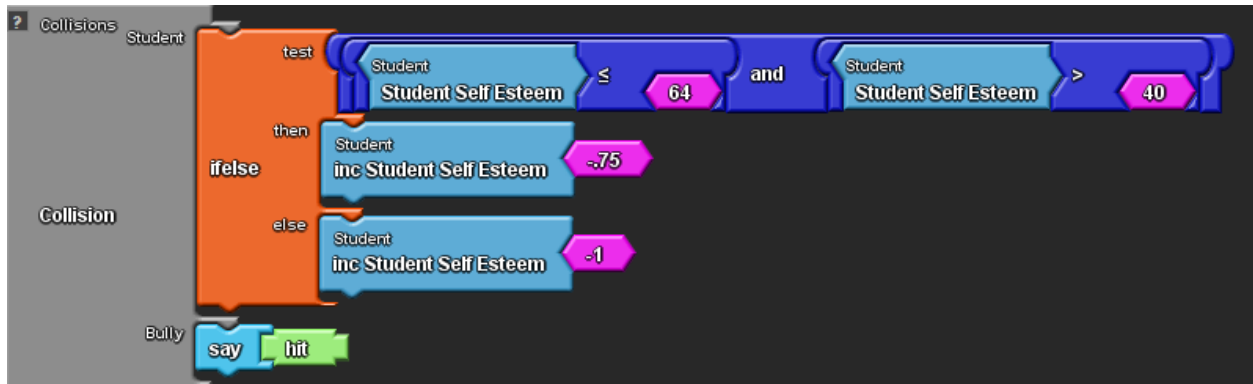 ? Collisions
Student
test
Student
Student Self Esteem
≤
64
and
Student
Student Self Esteem
>
40
then
Student
inc Student Self Esteem
-.75
ifelse
Collision
else
Student
inc Student Self Esteem
-1
Bully
say
hit